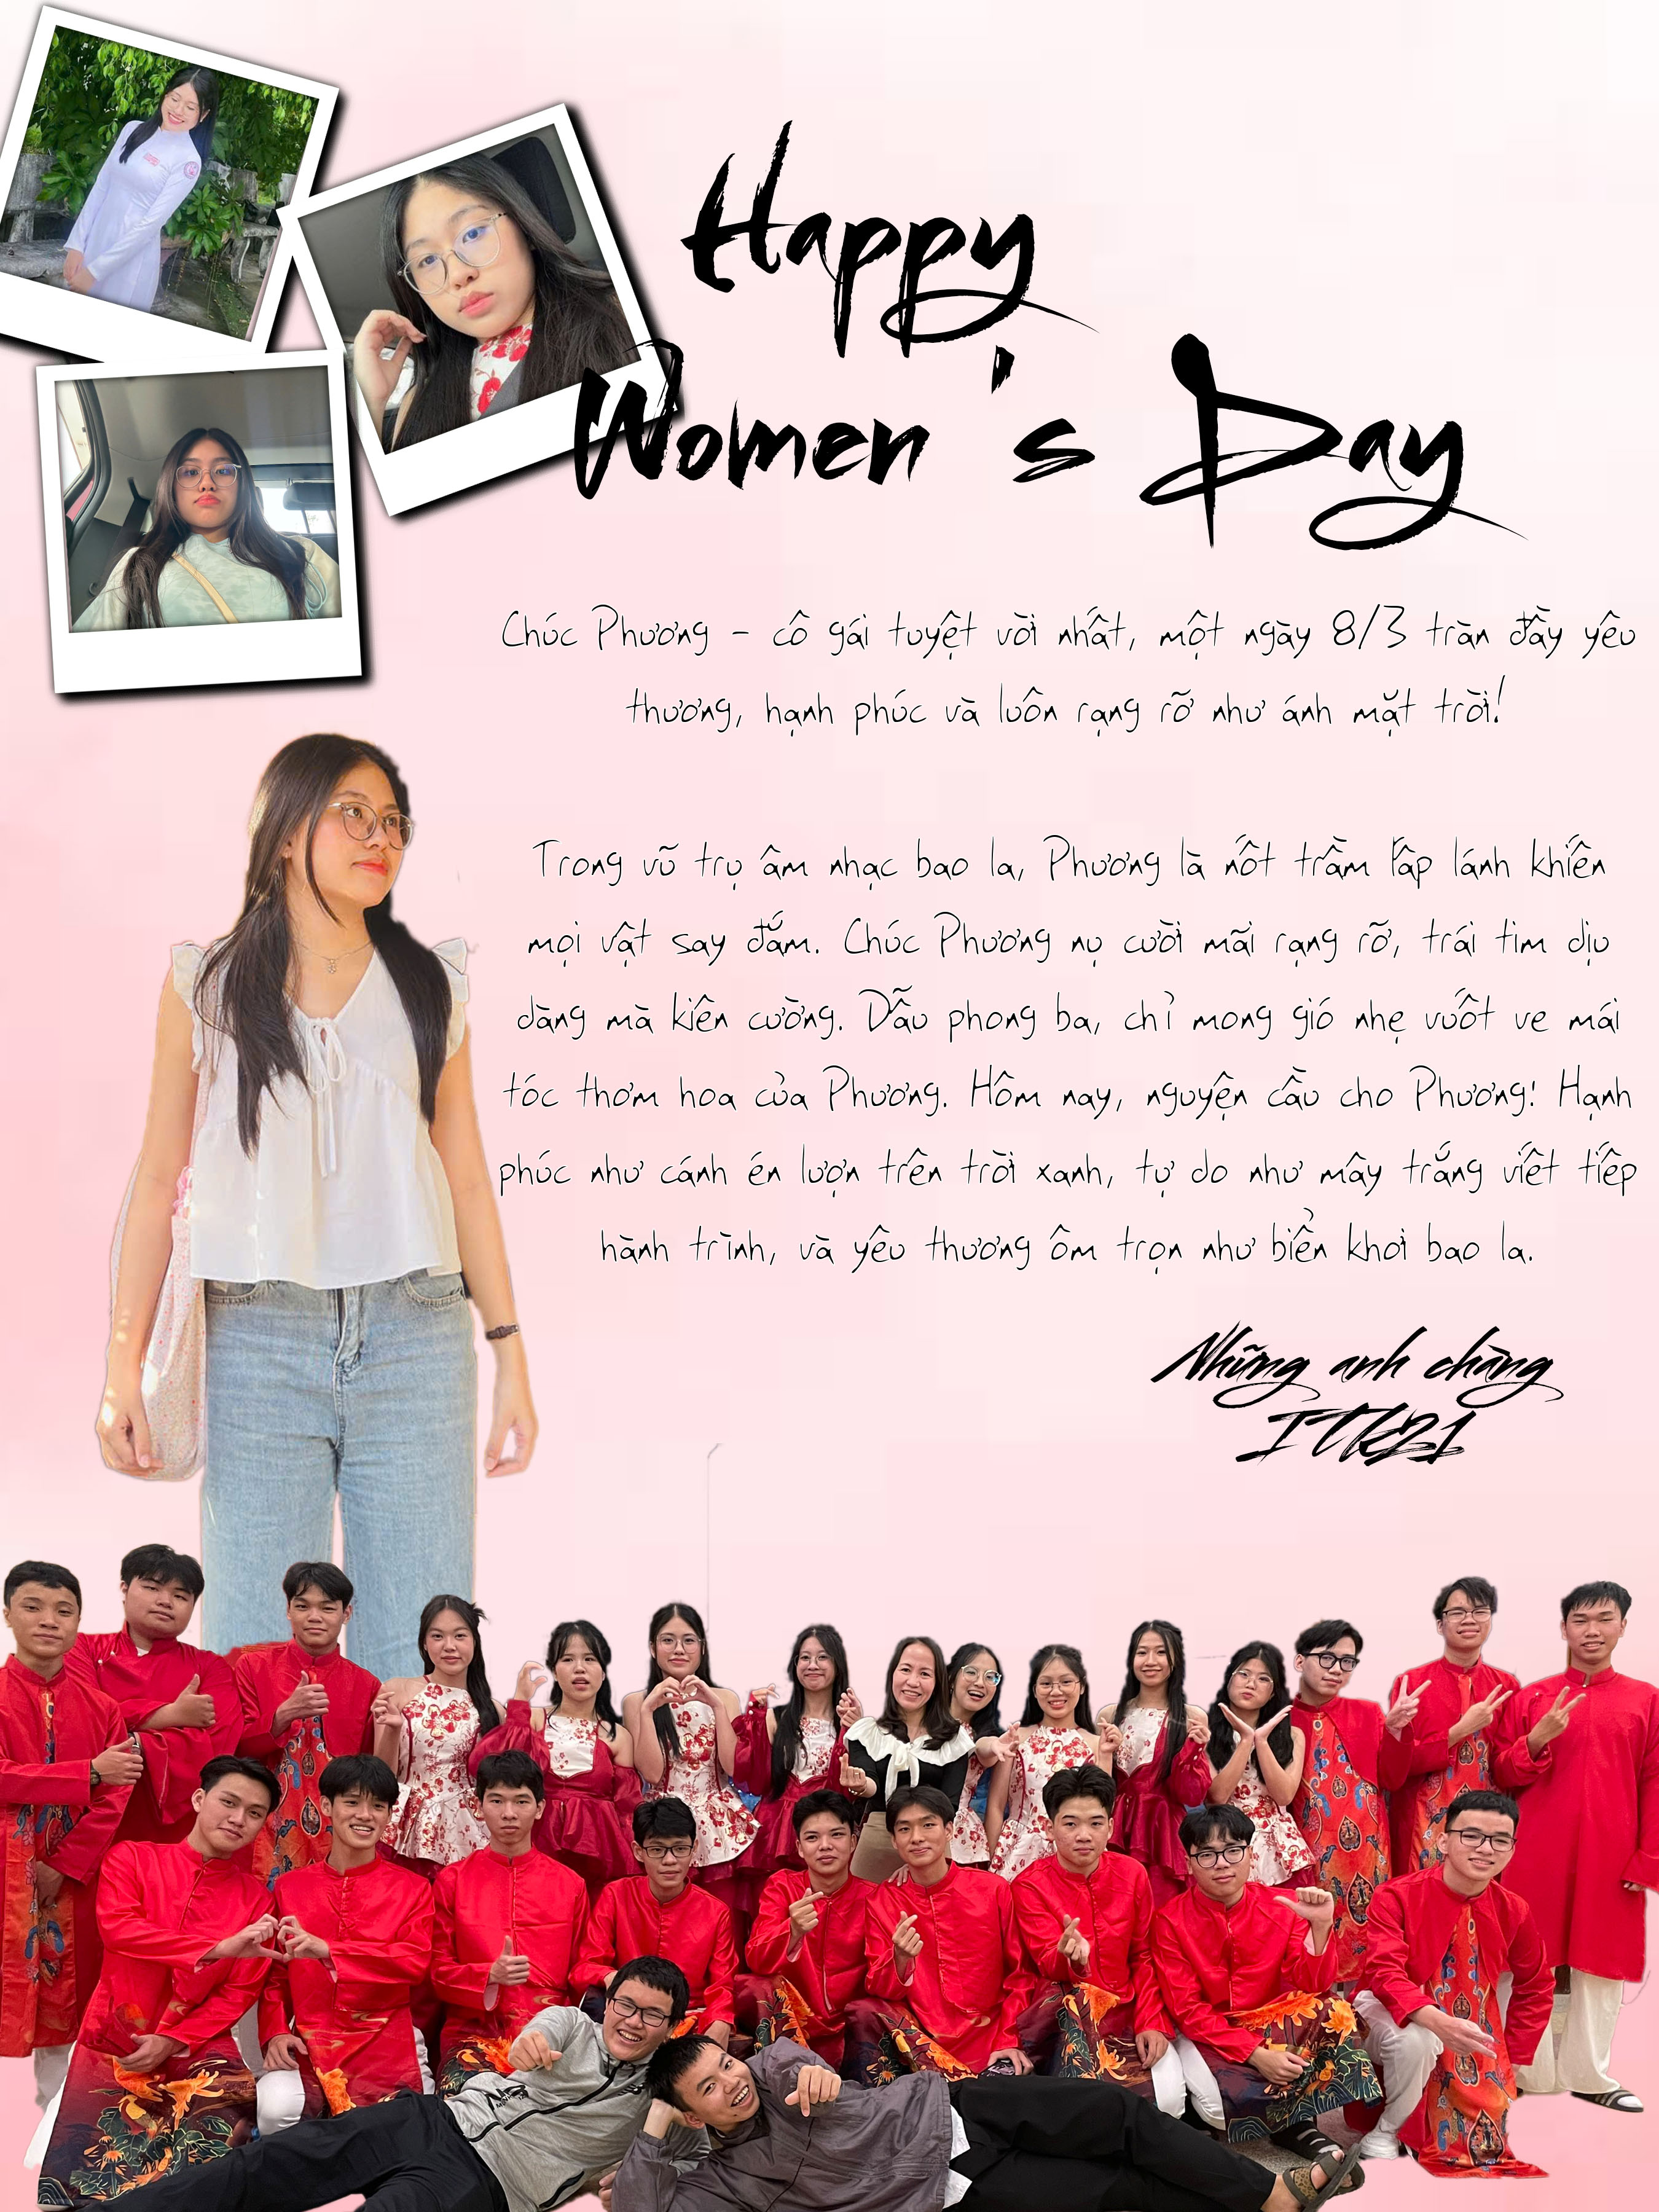 Happy
Women's Day
Chúc Phương - cô gái tuyệt vời nhất, một ngày 8/3 tràn đầy yêu
thương, hạnh phúc và luôn rạng rỡ như ánh mặt trời!
Trong vũ trụ âm nhạc bao la, Phương là nốt trầm lấp lánh khiến
mọi vật say đắm. Chúc Phương nụ cười mãi rạng rỡ, trái tim dịu
dàng mà kiên cường. Dẫu phong ba, chỉ mong gió nhẹ vuốt ve mái
tóc thơm hoa của Phương. Hôm nay, nguyện cầu cho Phương: Hạnh
phúc như cánh én lượn trên trời xanh, tự do như mây trắng viết tiếp
hành trình, và yêu thương ôm trọn như biển khơi bao la.
Những anh chàng
ITK21